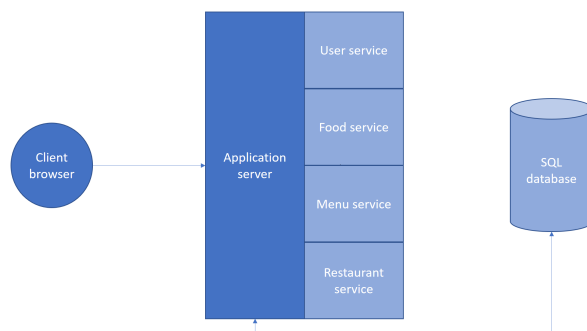 User service
Food service
Client
browser
Application
server
SQL
database
Menu service
Restaurant
service